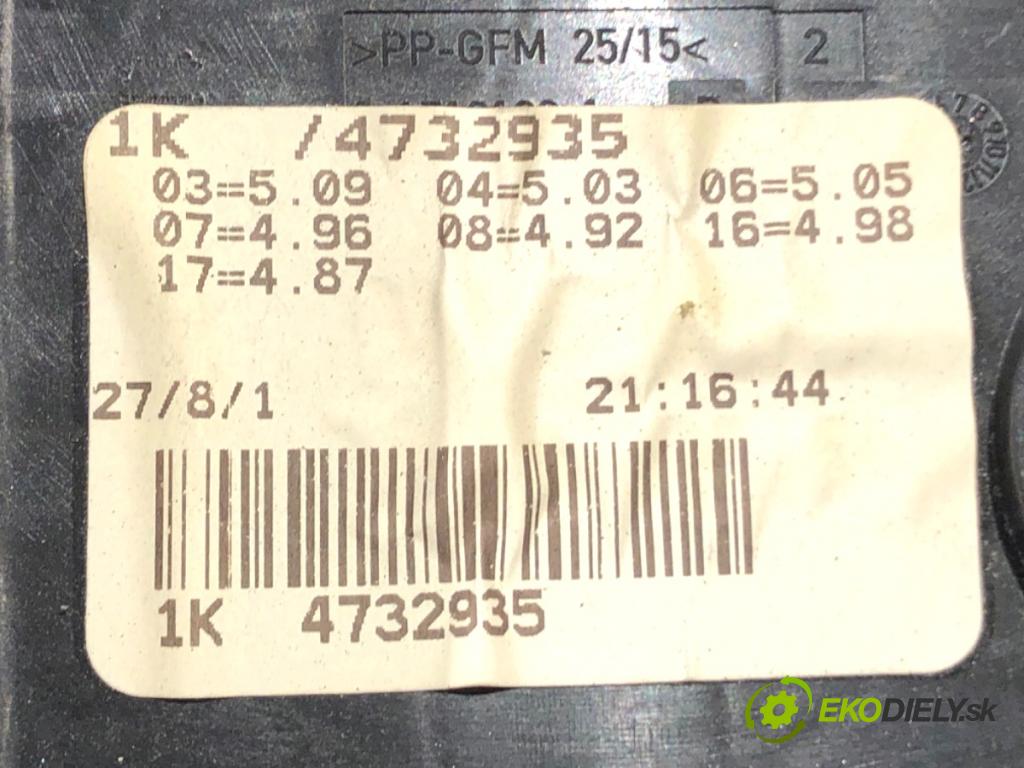 >PP-GFM 25/15< 2
1K /4732935
03=5.09 04=5.03 06=5.05
07=4.96 08=4.92 16=4.98
17=4.87
27/8/1 21:16:44
1K 4732935
EKODIELY.sk